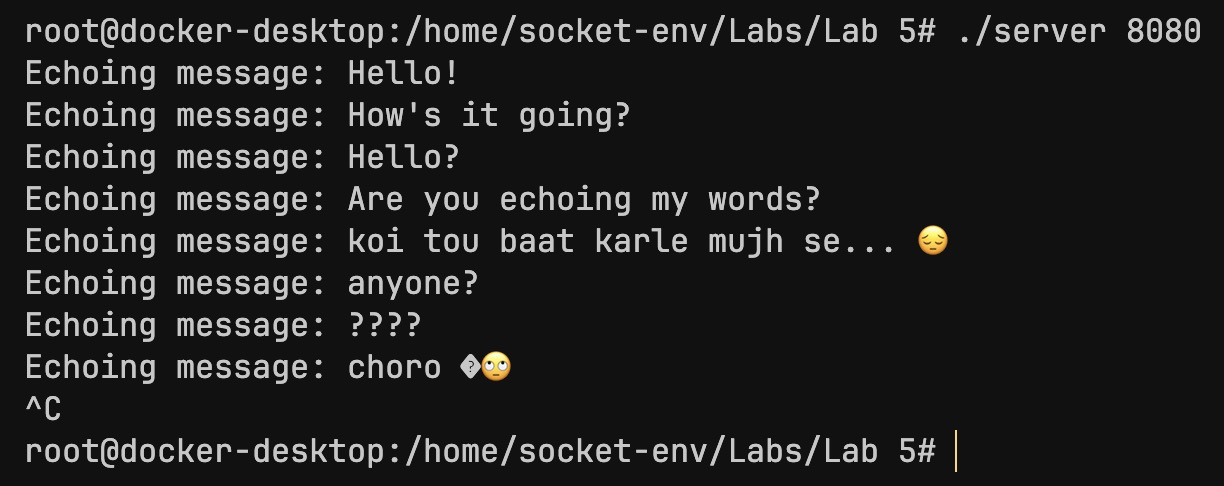 root@docker-desktop:/home/socket-env/Labs/Lab 5# ./server 8080
Echoing message: Hello!
Echoing message: How's it going?
Echoing message: Hello?
Echoing message: Are you echoing my words?
Echoing message: koi tou baat karle mujh se... 😔
Echoing message: anyone?
Echoing message: ????
Echoing message: choro �🙄
^C
root@docker-desktop:/home/socket-env/Labs/Lab 5#